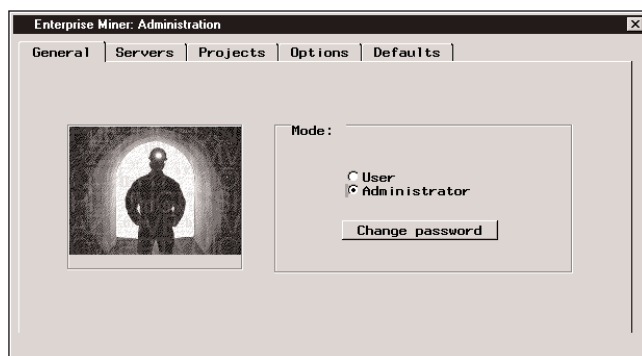 Enterprise Miner: Administration
General Servers Projects Options Defaults
Mode:
User
Administrator
Change password